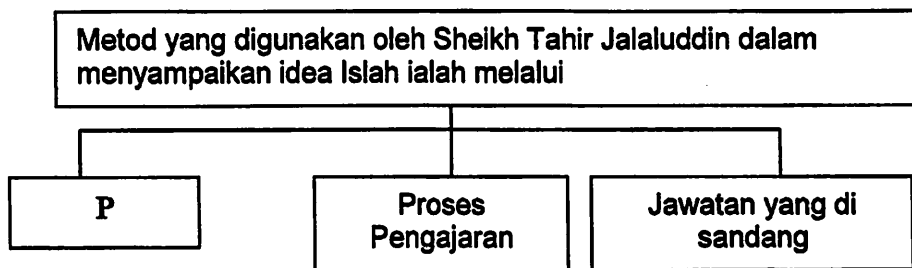 Metod yang digunakan oleh Sheikh Tahir Jalaluddin dalam
menyampaikan idea Islah ialah melalui
P
Proses
Pengajaran
Jawatan yang di
sandang